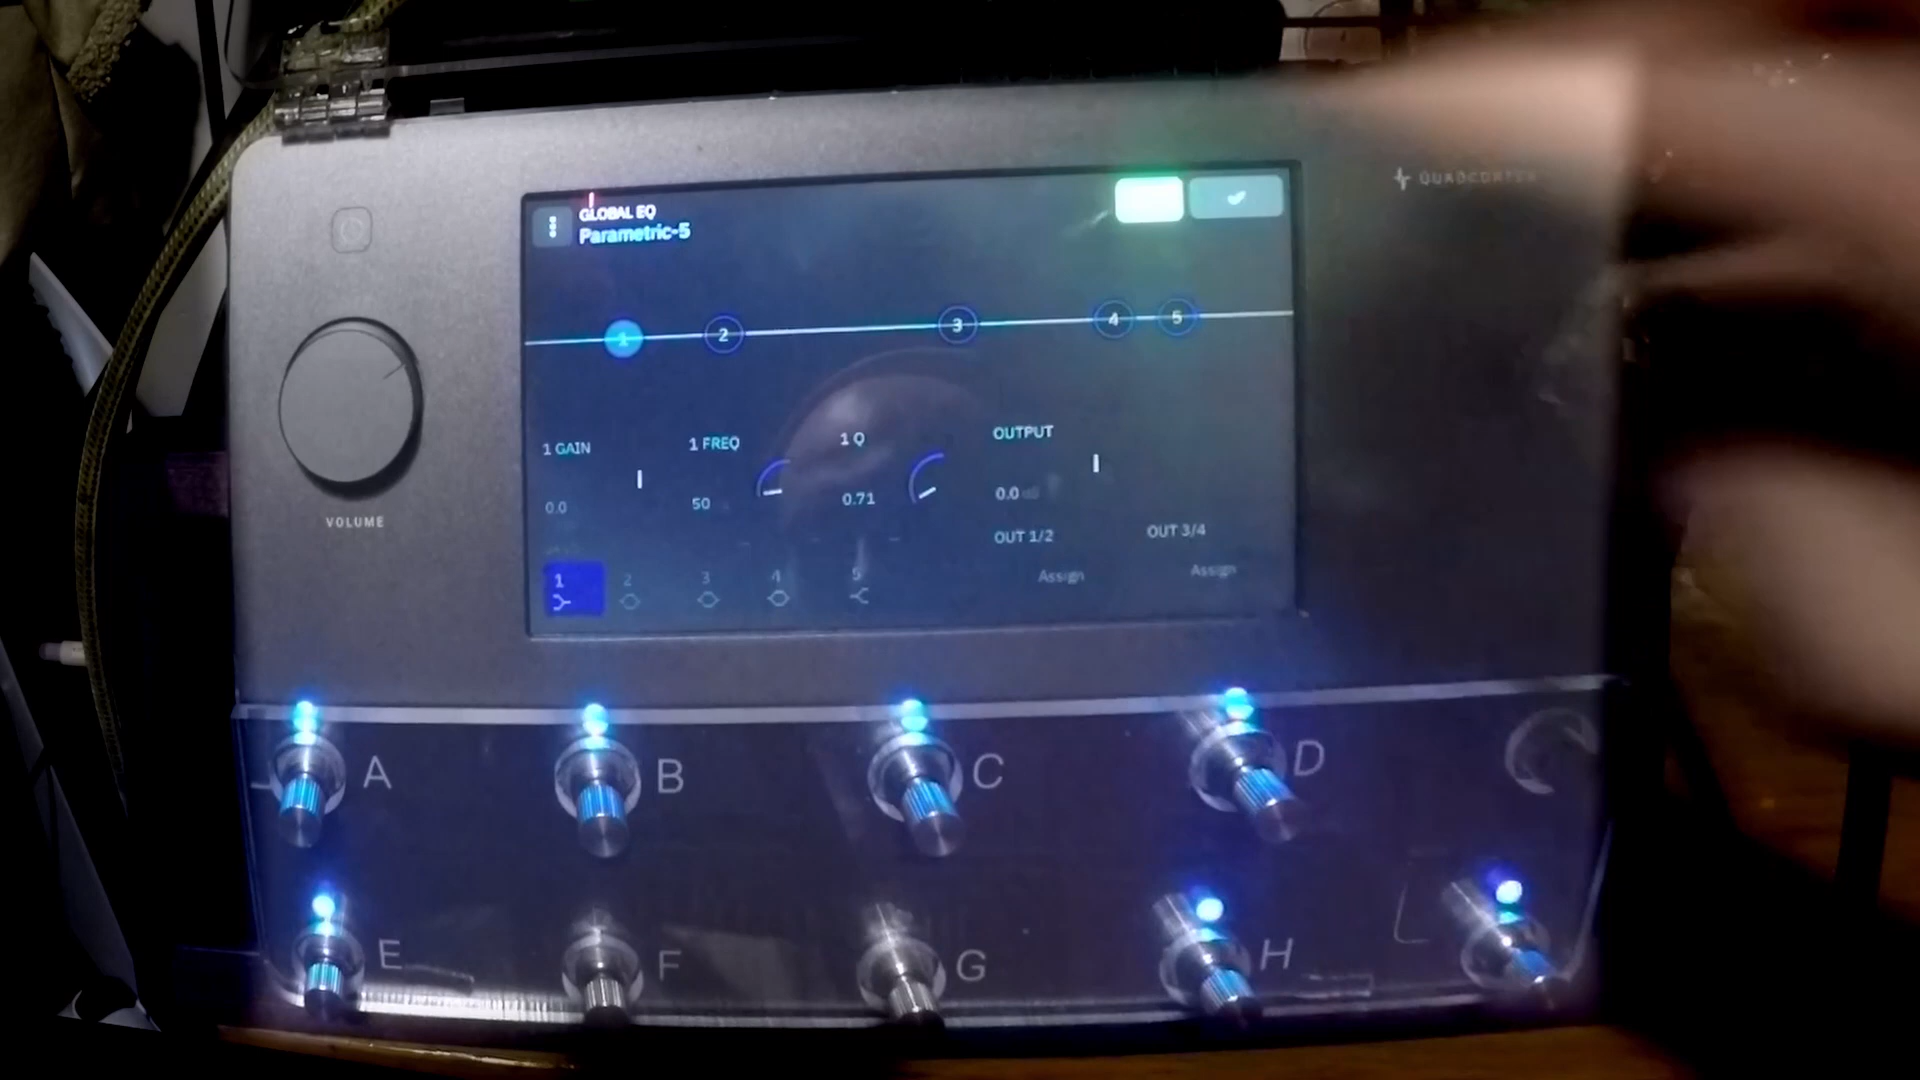 QUADCORTEX
GLOBAL EQ
Parametric-5
1 2 3 4 5
1 GAIN 1 FREQ 1 Q OUTPUT
0.0 50 0.71 0.0
OUT 1/2 OUT 3/4
Assign Assign
1 2 3 4 5
VOLUME
A B C D
E F G H